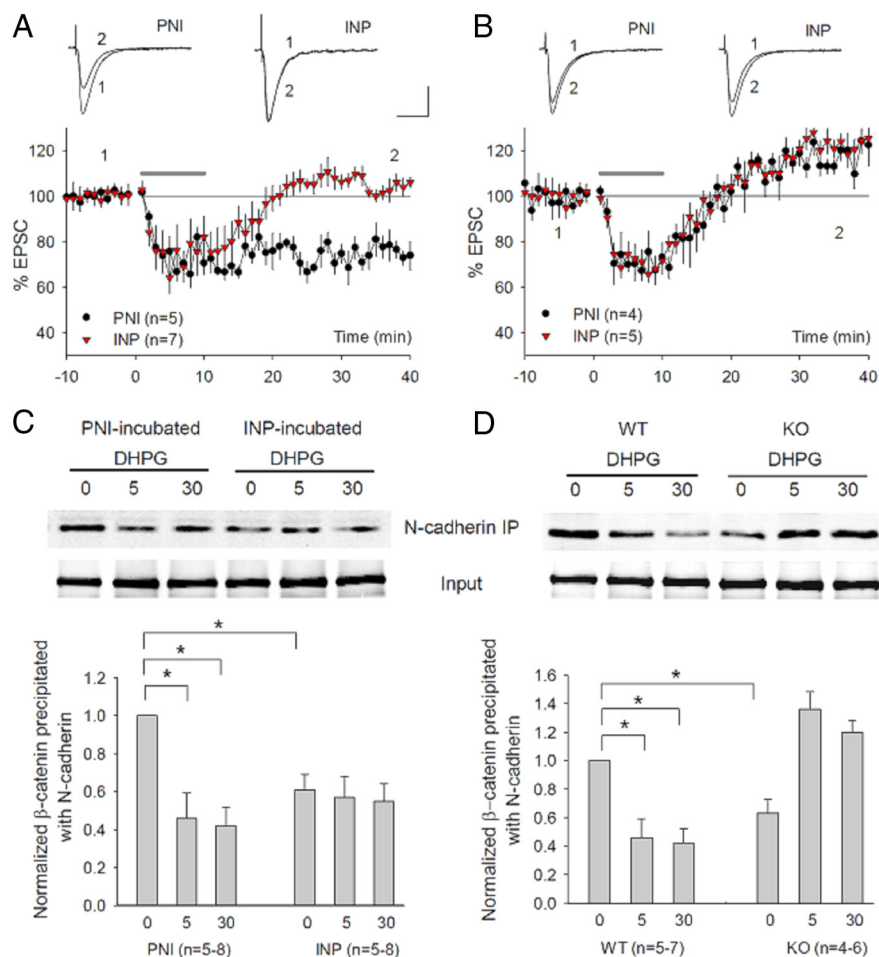 A
PNI
INP
2
1
1
2
120
100
80
60
40
% EPSC
1
2
PNI (n=5)
INP (n=7)
Time (min)
-10 0 10 20 30 40
B
PNI
INP
1
2
1
2
120
100
80
60
40
% EPSC
1
2
PNI (n=4)
INP (n=5)
Time (min)
-10 0 10 20 30 40
C
PNI-incubated INP-incubated
DHPG DHPG
0 5 30 0 5 30
N-cadherin IP
Input
Normalized β-catenin precipitated
with N-cadherin
1.2
1.0
0.8
0.6
0.4
0.2
0.0
*
*
*
0 5 30 0 5 30
PNI (n=5-8) INP (n=5-8)
D
WT KO
DHPG DHPG
0 5 30 0 5 30
Normalized β-catenin precipitated
with N-cadherin
1.6
1.4
1.2
1.0
0.8
0.6
0.4
0.2
0.0
*
*
*
0 5 30 0 5 30
WT (n=5-7) KO (n=4-6)